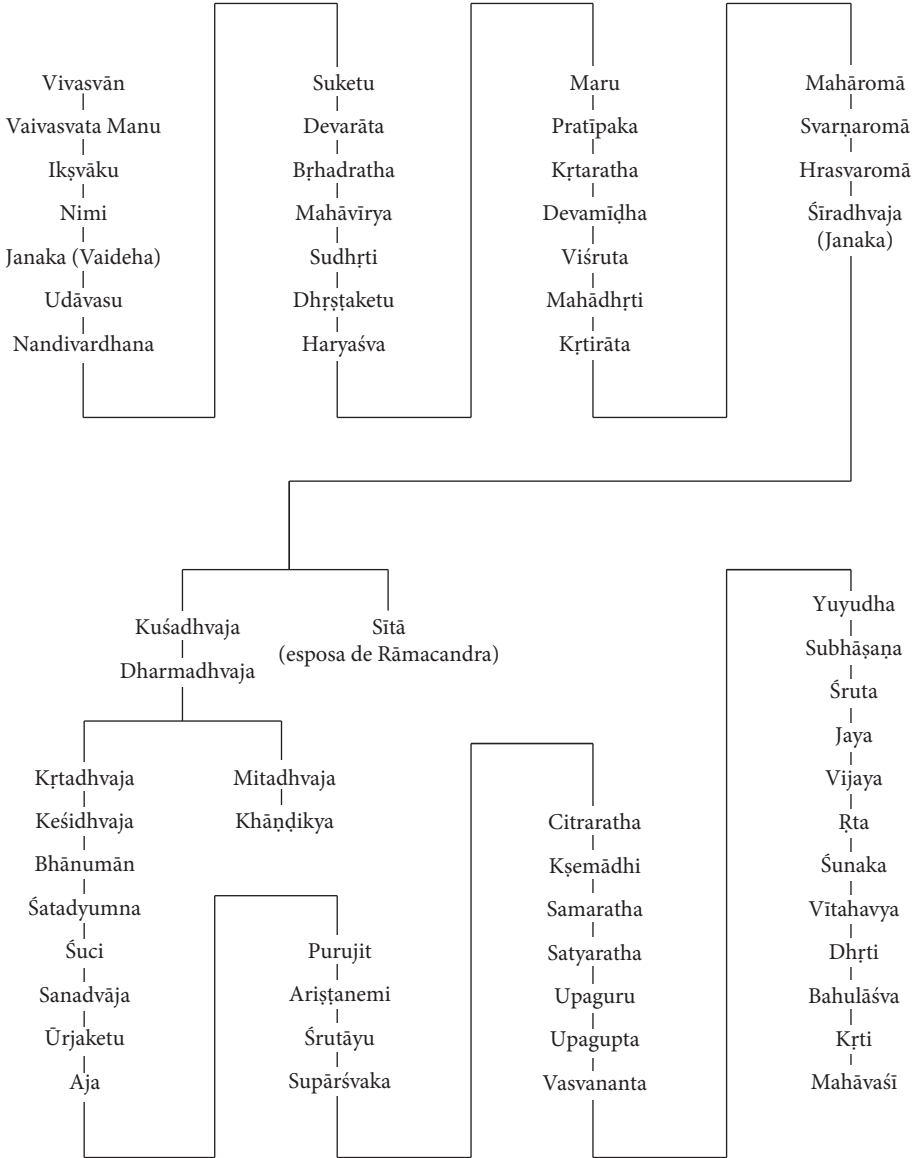 Vivasvān
Vaivasvata Manu
Ikṣvāku
Nimi
Janaka (Vaideha)
Udāvasu
Nandivardhana
Suketu
Devarāta
Bṛhadratha
Mahāvīrya
Sudhṛti
Dhṛṣṭaketu
Haryaśva
Maru
Pratīpaka
Kṛtaratha
Devamīḍha
Viśruta
Mahādhṛti
Kṛtirāta
Mahāromā
Svarṇaromā
Hrasvaromā
Śīradhvaja
(Janaka)
Kuśadhvaja
Dharmadhvaja
Sītā
(esposa de Rāmacandra)
Kṛtadhvaja
Keśidhvaja
Bhānumān
Śatadyumna
Śuci
Sanadvāja
Ūrjaketu
Aja
Mitadhvaja
Khāṇḍikya
Purujit
Ariṣṭanemi
Śrutāyu
Supārśvaka
Citraratha
Kṣemādhi
Samaratha
Satyaratha
Upaguru
Upagupta
Vasvananta
Yuyudha
Subhāṣaṇa
Śruta
Jaya
Vijaya
Ṛta
Śunaka
Vītahavya
Dhṛti
Bahulāśva
Kṛti
Mahāvaśī